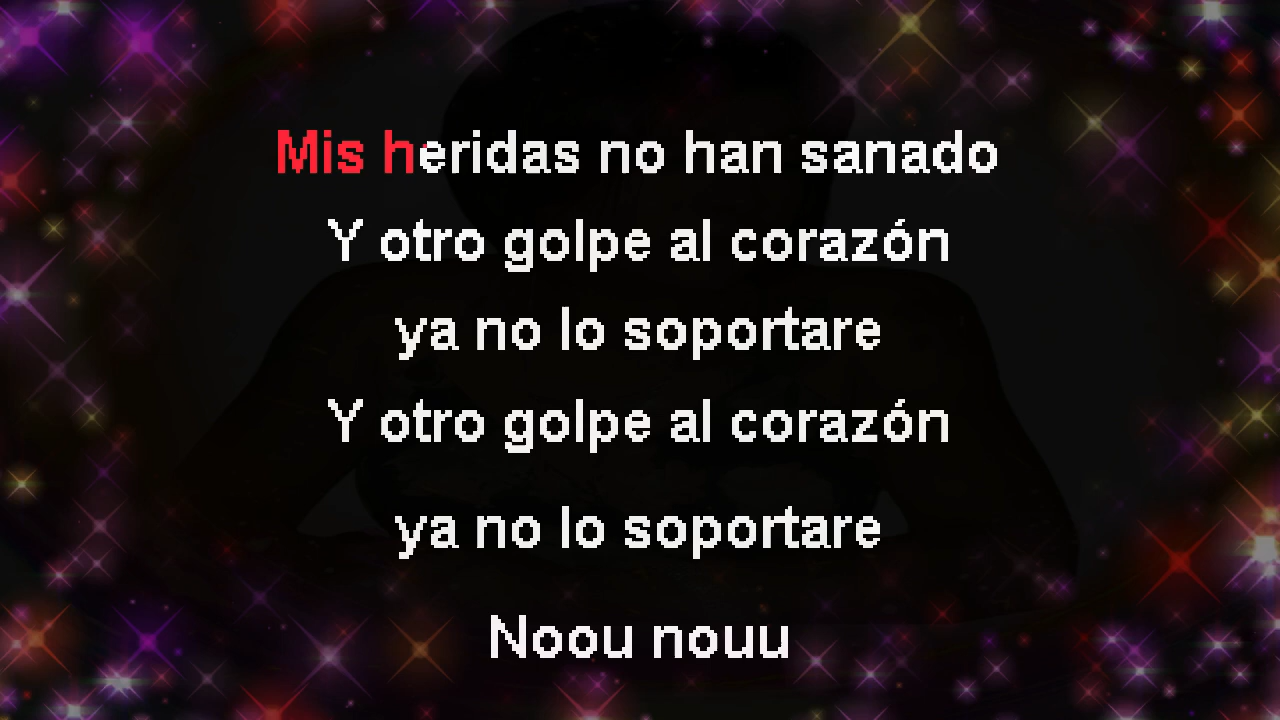 Mis heridas no han sanado
Y otro golpe al corazón
ya no lo soportare
Y otro golpe al corazón
ya no lo soportare
Noou nouu